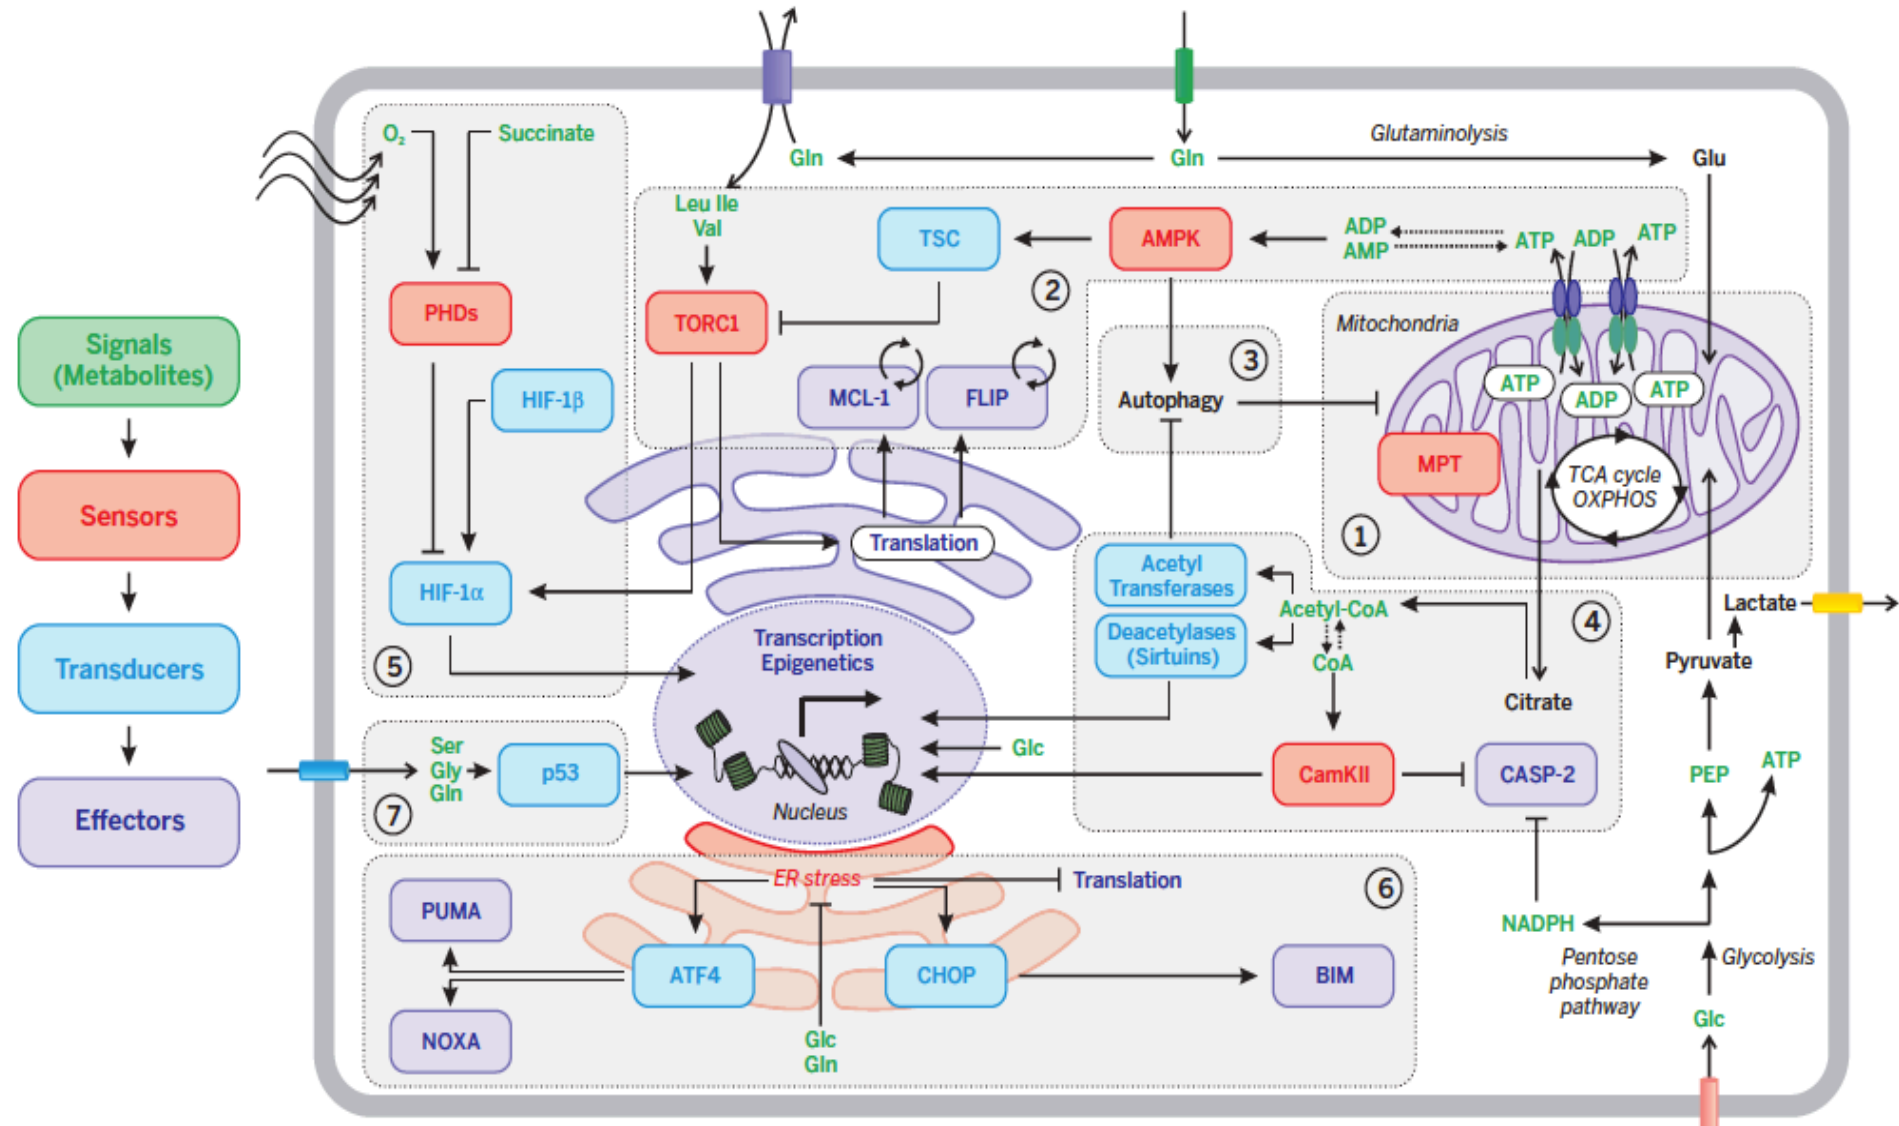 Signals
(Metabolites)
Sensors
Transducers
Effectors
O₂
Succinate
PHDs
HIF-1β
HIF-1α
5
Gln
Gln
Glutaminolysis
Glu
Leu Ile
Val
TORC1
TSC
AMPK
ADP
AMP
ATP
ADP
ATP
2
MCL-1
FLIP
Translation
3
Autophagy
Mitochondria
ATP
ADP
ATP
MPT
TCA cycle
OXPHOS
1
Acetyl
Transferases
Deacetylases
(Sirtuins)
Acetyl-CoA
CoA
4
Citrate
CamKII
CASP-2
Transcription
Epigenetics
Nucleus
Glc
Ser
Gly
Gln
p53
7
ER stress
Translation
6
PUMA
NOXA
ATF4
CHOP
BIM
Glc
Gln
Lactate
Pyruvate
PEP
ATP
NADPH
Pentose
phosphate
pathway
Glycolysis
Glc